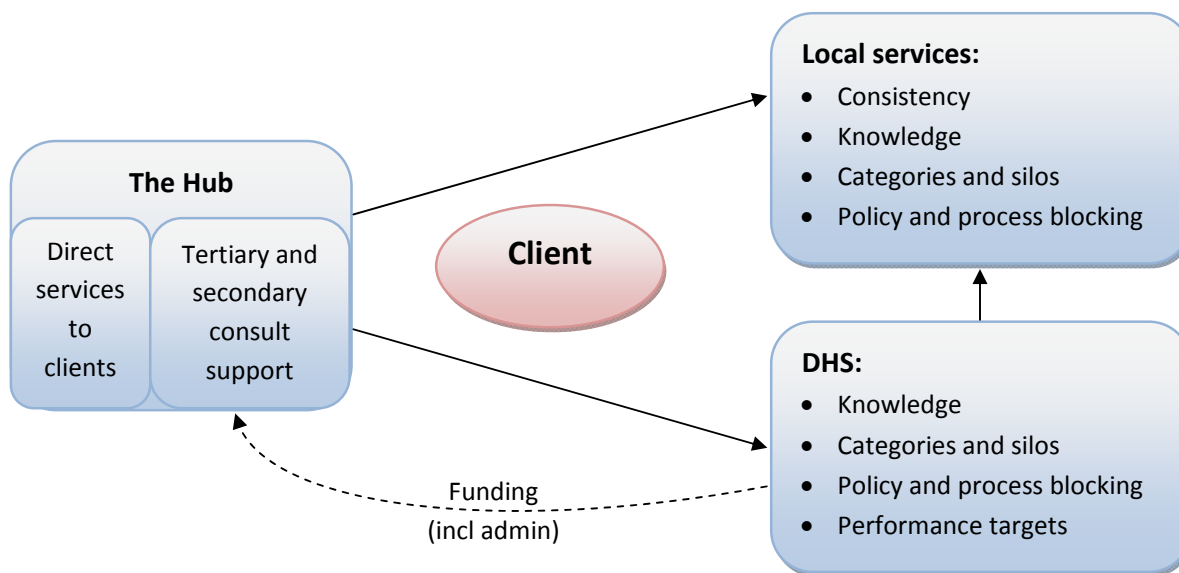 The Hub
Direct
services
to
clients
Tertiary and
secondary
consult
support
Client
Local services:
• Consistency
• Knowledge
• Categories and silos
• Policy and process blocking
DHS:
• Knowledge
• Categories and silos
• Policy and process blocking
• Performance targets
Funding
(incl admin)